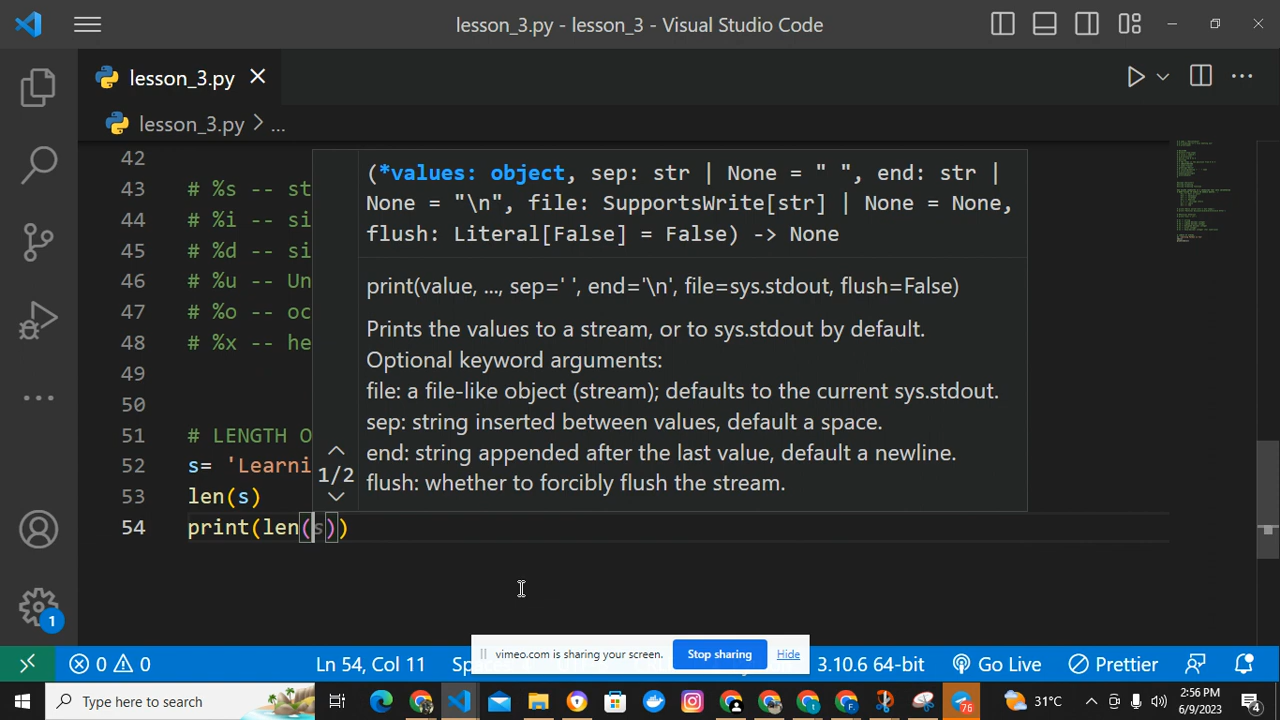 lesson_3.py - lesson_3 - Visual Studio Code
lesson_3.py
lesson_3.py > ...
42
43 # %s -- st
44 # %i -- si
45 # %d -- si
46 # %u -- Un
47 # %o -- oc
48 # %x -- he
49
50
51 # LENGTH O
52 s= 'Learni
53 len(s)
54 print(len(s))
(*values: object, sep: str | None = " ", end: str |
None = "\n", file: SupportsWrite[str] | None = None,
flush: Literal[False] = False) -> None
print(value, ..., sep=' ', end='\n', file=sys.stdout, flush=False)
Prints the values to a stream, or to sys.stdout by default.
Optional keyword arguments:
file: a file-like object (stream); defaults to the current sys.stdout.
sep: string inserted between values, default a space.
end: string appended after the last value, default a newline.
flush: whether to forcibly flush the stream.
1/2
1
vimeo.com is sharing your screen. Stop sharing Hide
0 0 Ln 54, Col 11 3.10.6 64-bit Go Live Prettier
Type here to search
76
31°C
2:56 PM
6/9/2023
4